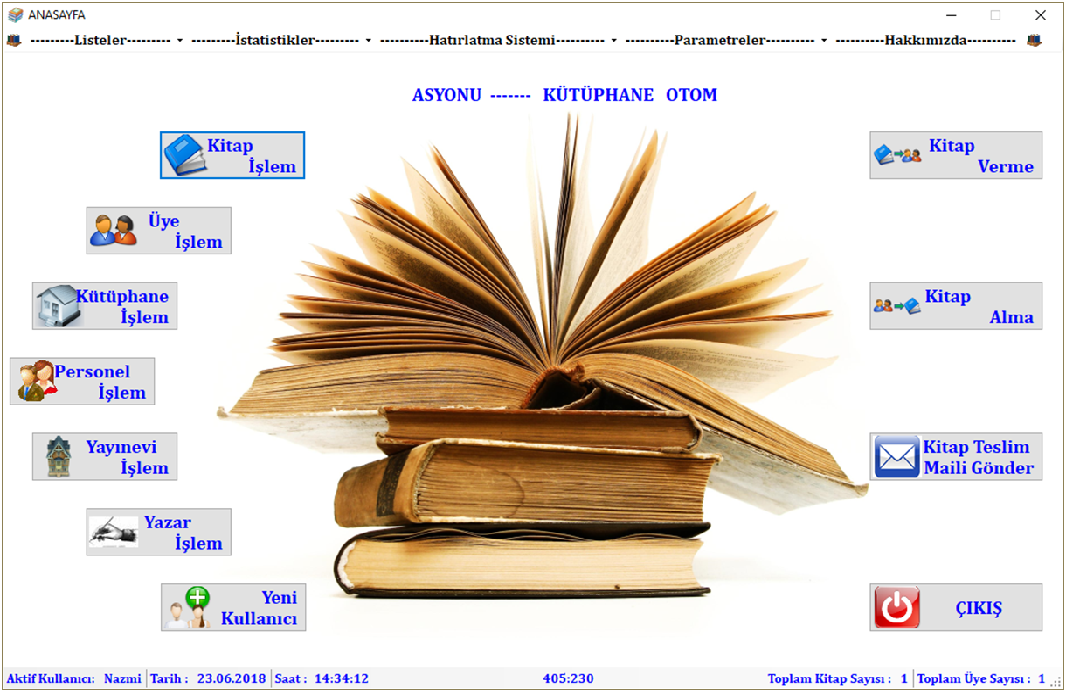 ANASAYFA
---------Listeler--------- ---------İstatistikler--------- ----------Hatırlatma Sistemi---------- ----------Parametreler---------- ----------Hakkımızda----------
ASYONU ------- KÜTÜPHANE OTOM
Kitap
İşlem
Üye
İşlem
Kütüphane
İşlem
Personel
İşlem
Yayınevi
İşlem
Yazar
İşlem
Yeni
Kullanıcı
Kitap
Verme
Kitap
Alma
Kitap Teslim
Maili Gönder
ÇIKIŞ
Aktif Kullanıcı: Nazmi Tarih : 23.06.2018 Saat : 14:34:12 405:230 Toplam Kitap Sayısı : 1 Toplam Üye Sayısı : 1